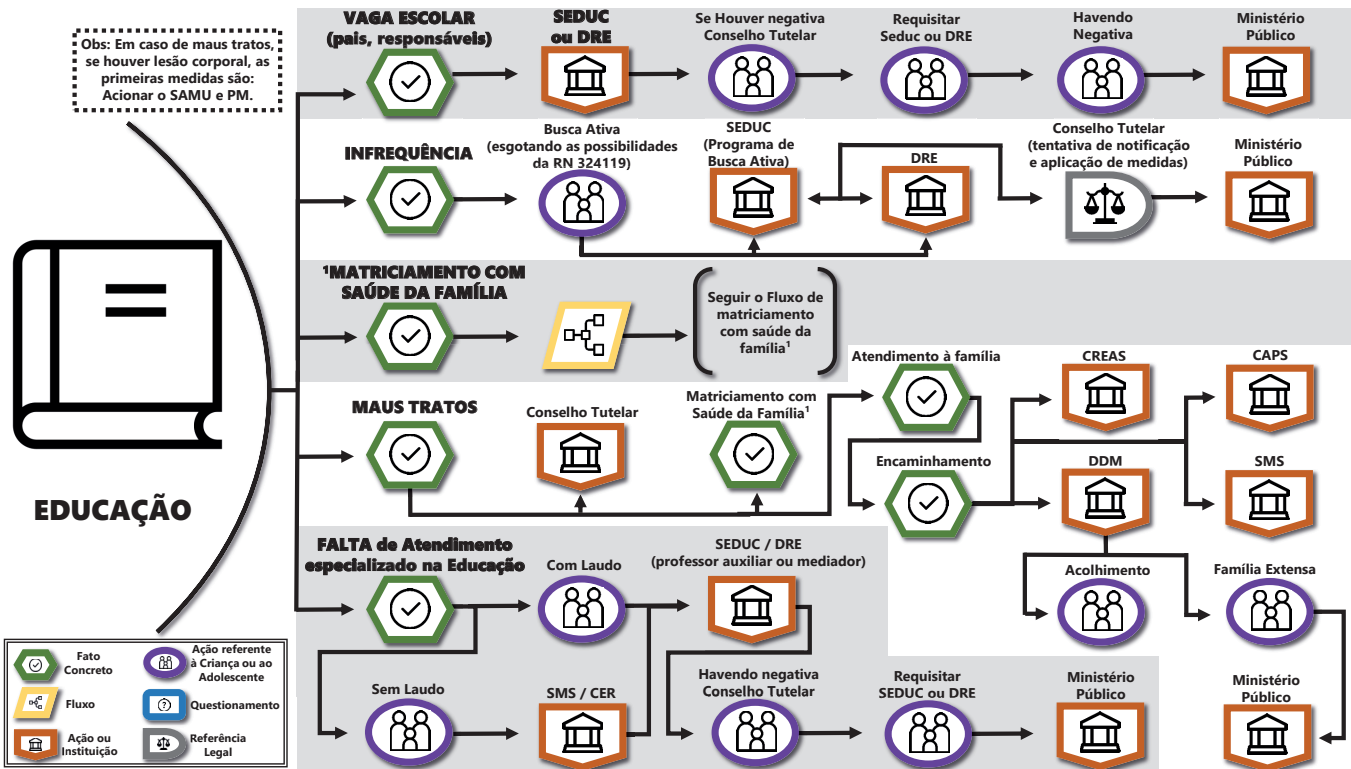 Obs: Em caso de maus tratos,
se houver lesão corporal, as
primeiras medidas são:
Acionar o SAMU e PM.
EDUCAÇÃO
VAGA ESCOLAR
(pais, responsáveis)
SEDUC
ou DRE
Se Houver negativa
Conselho Tutelar
Requisitar
Seduc ou DRE
Havendo
Negativa
Ministério
Público
INFREQUÊNCIA
Busca Ativa
(esgotando as possibilidades
da RN 324119)
SEDUC
(Programa de
Busca Ativa)
DRE
Conselho Tutelar
(tentativa de notificação
e aplicação de medidas)
Ministério
Público
¹MATRICIAMENTO COM
SAÚDE DA FAMÍLIA
Seguir o Fluxo de
matriciamento
com saúde da
família¹
MAUS TRATOS
Conselho Tutelar
Matriciamento com
Saúde da Família¹
Atendimento à família
Encaminhamento
CREAS
CAPS
DDM
SMS
Acolhimento
Família Extensa
Ministério
Público
FALTA de Atendimento
especializado na Educação
Com Laudo
SEDUC / DRE
(professor auxiliar ou mediador)
Sem Laudo
SMS / CER
Havendo negativa
Conselho Tutelar
Requisitar
SEDUC ou DRE
Ministério
Público
Fato
Concreto
Ação referente
à Criança ou ao
Adolescente
Fluxo
?
Questionamento
Ação ou
Instituição
Referência
Legal